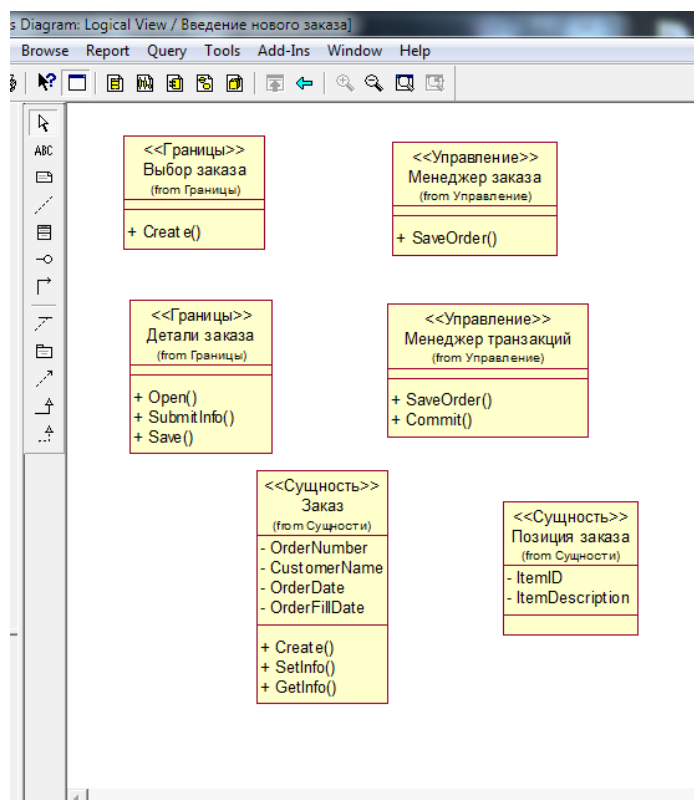 s Diagram: Logical View / Введение нового заказа]
Browse Report Query Tools Add-Ins Window Help
ABC
<<Границы>>
Выбор заказа
(from Границы)
+ Create()
<<Управление>>
Менеджер заказа
(from Управление)
+ SaveOrder()
<<Границы>>
Детали заказа
(from Границы)
+ Open()
+ SubmitInfo()
+ Save()
<<Управление>>
Менеджер транзакций
(from Управление)
+ SaveOrder()
+ Commit()
<<Сущность>>
Заказ
(from Сущности)
- OrderNumber
- CustomerName
- OrderDate
- OrderFillDate
+ Create()
+ SetInfo()
+ GetInfo()
<<Сущность>>
Позиция заказа
(from Сущности)
- ItemID
- ItemDescription